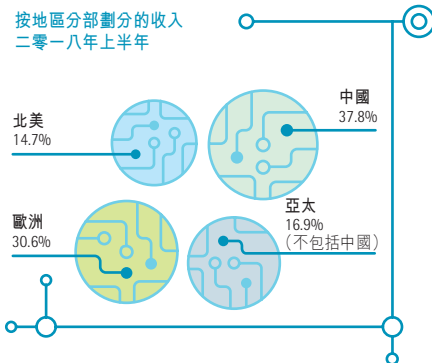 按地區分部劃分的收入
二零一八年上半年
北美
14.7%
中國
37.8%
歐洲
30.6%
亞太
16.9%
(不包括中國)